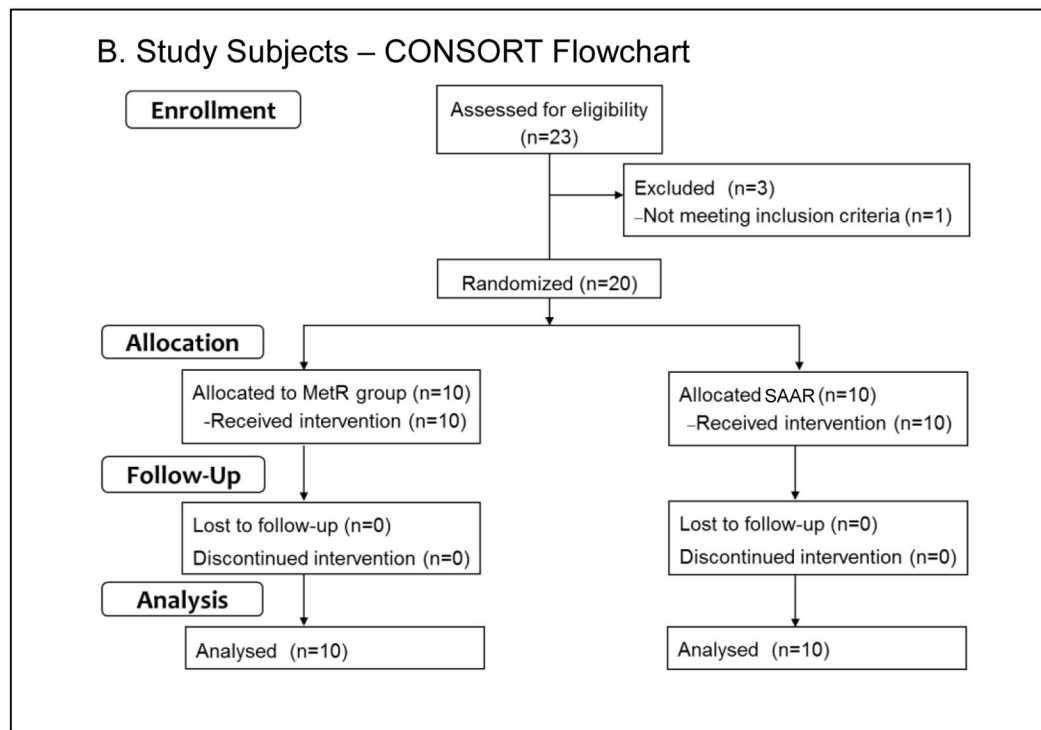 B. Study Subjects – CONSORT Flowchart
Enrollment
Assessed for eligibility
(n=23)
Excluded (n=3)
–Not meeting inclusion criteria (n=1)
Randomized (n=20)
Allocation
Allocated to MetR group (n=10)
-Received intervention (n=10)
Allocated SAAR (n=10)
–Received intervention (n=10)
Follow-Up
Lost to follow-up (n=0)
Discontinued intervention (n=0)
Lost to follow-up (n=0)
Discontinued intervention (n=0)
Analysis
Analysed (n=10)
Analysed (n=10)